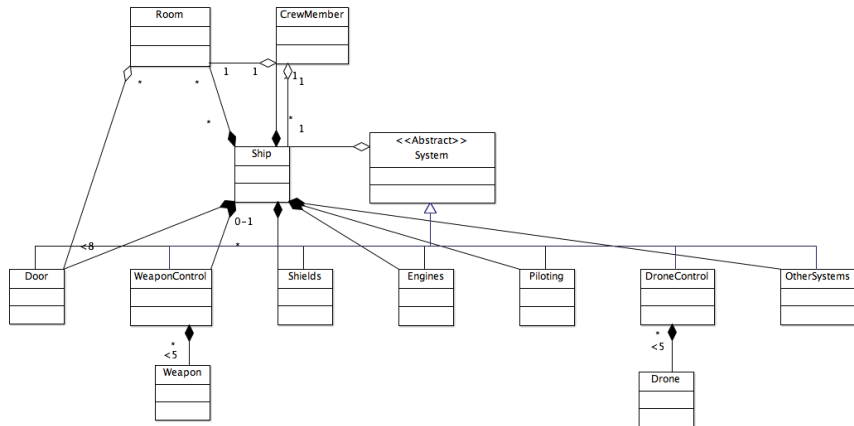 Room
CrewMember
1
1
1
1
*
*
*
*
1
Ship
<<Abstract>>
System
0-1
*
<8
Door
WeaponControl
Shields
Engines
Piloting
DroneControl
OtherSystems
*
<5
*
<5
Weapon
Drone